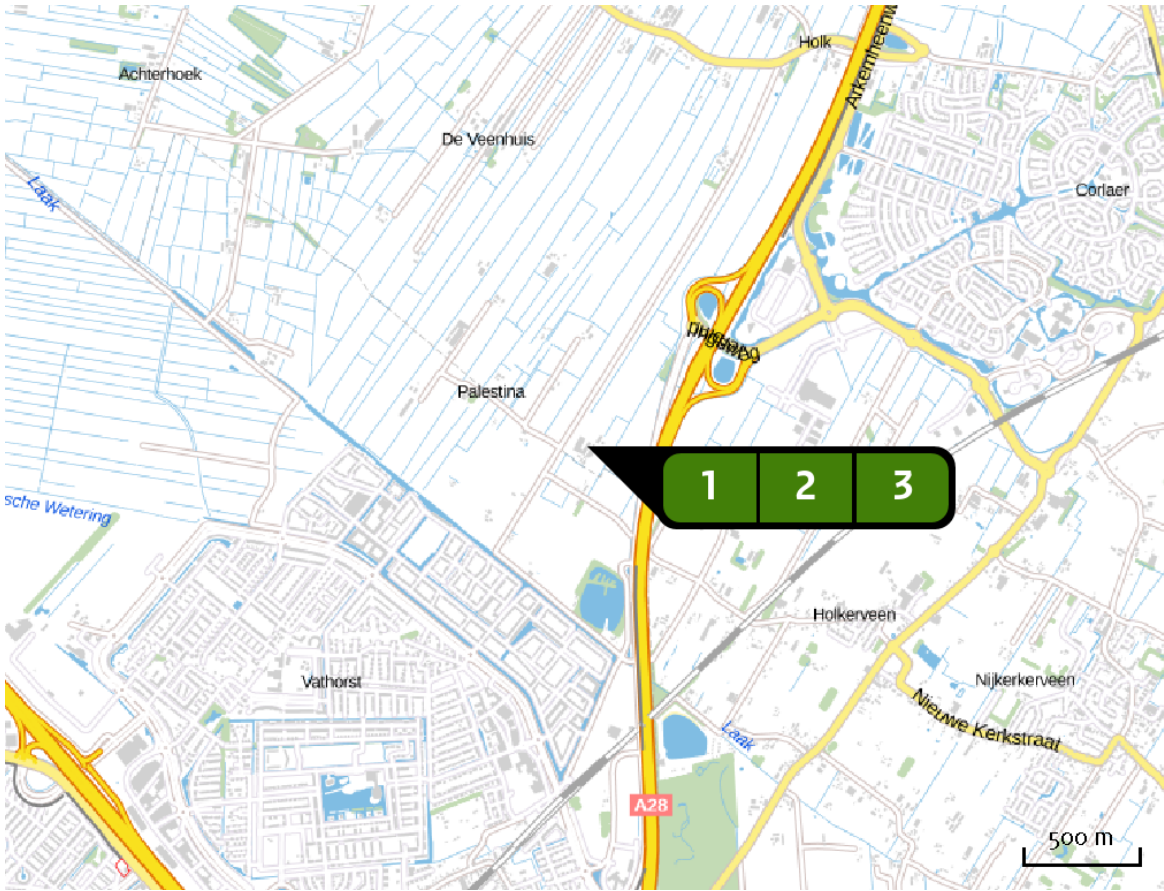 Holk
Arkemheenw
Achterhoek
De Veenhuis
Laak
Corlaer
Palestina
1 2 3
sche Wetering
Holkerveen
Vathorst
Nijkerkerveen
Nieuwe Kerkstraat
Laak
A28
500 m